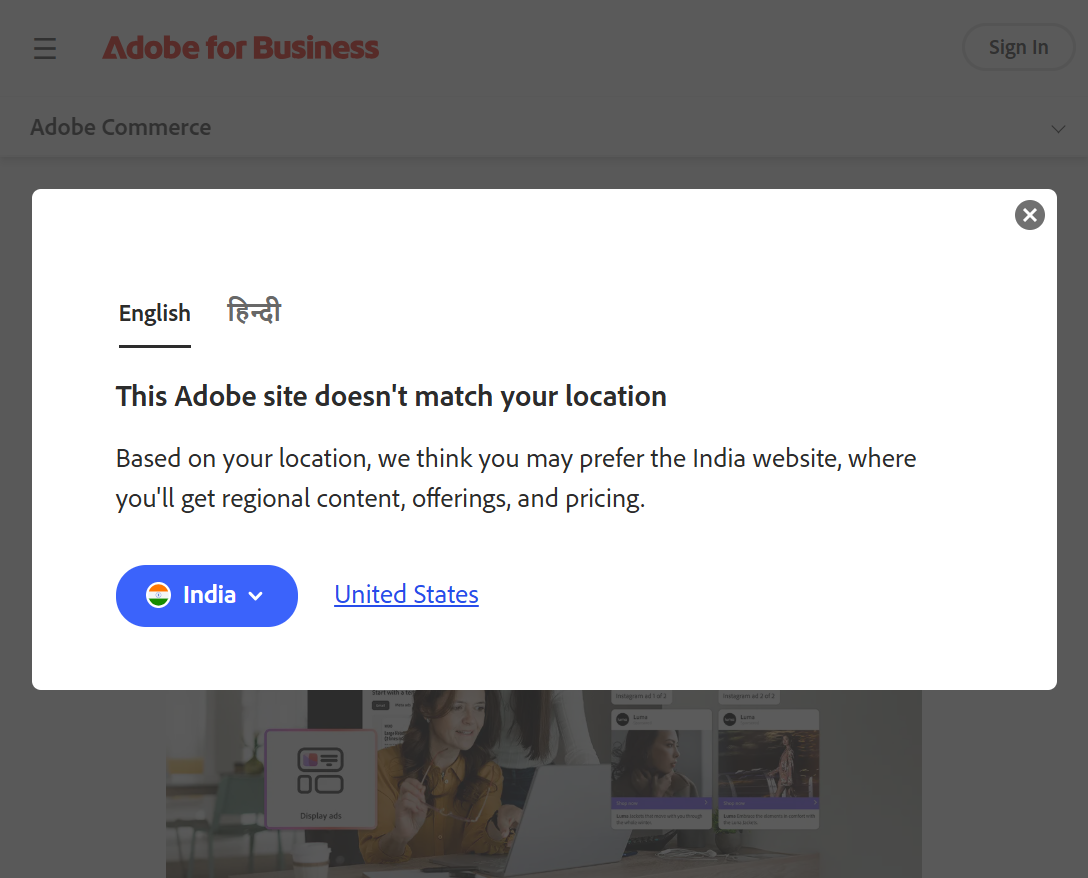 Adobe for Business
Sign In
Adobe Commerce
English
हिन्दी
This Adobe site doesn't match your location
Based on your location, we think you may prefer the India website, where
you'll get regional content, offerings, and pricing.
India
United States
Instagram ad 1 of 2
Instagram ad 2 of 2
Luma
Luma
Shop now
Display ads